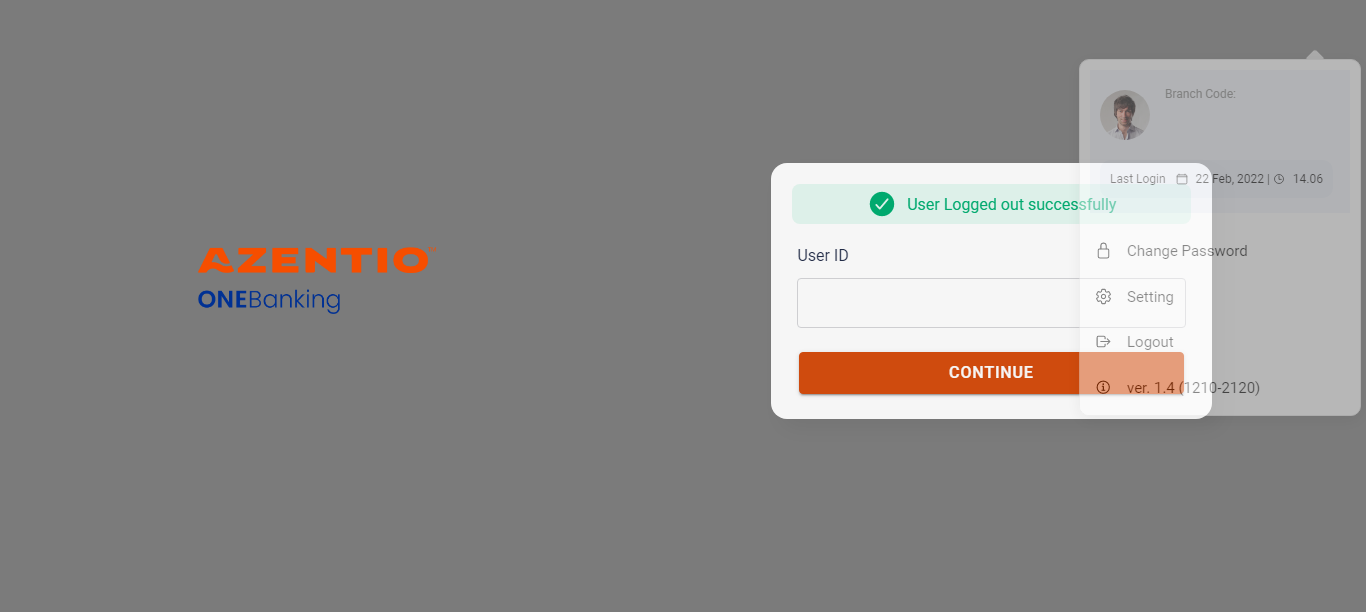 AZENTIO
ONEBanking
User Logged out successfully
User ID
CONTINUE
Branch Code:
Last Login 22 Feb, 2022 | 14.06
Change Password
Setting
Logout
ver. 1.4 (1210-2120)